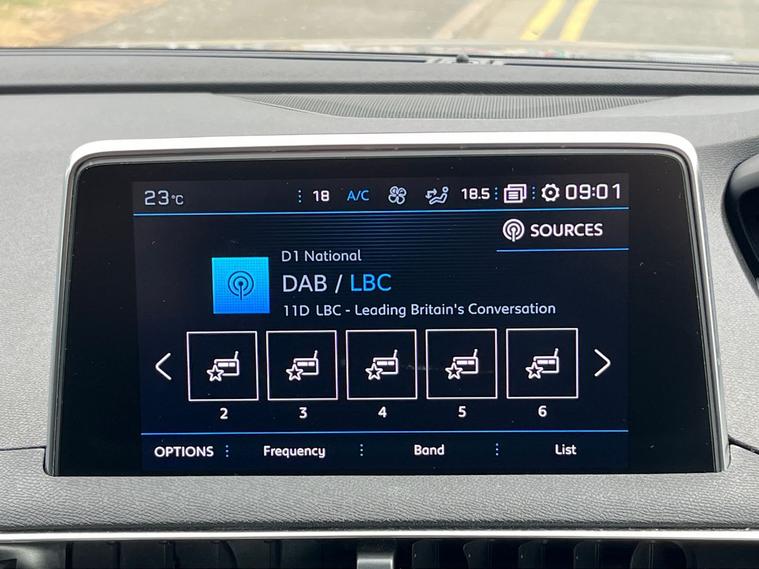 23°C 18 A/C 18.5 09:01
SOURCES
D1 National
DAB / LBC
11D LBC - Leading Britain's Conversation
2 3 4 5 6
OPTIONS Frequency Band List